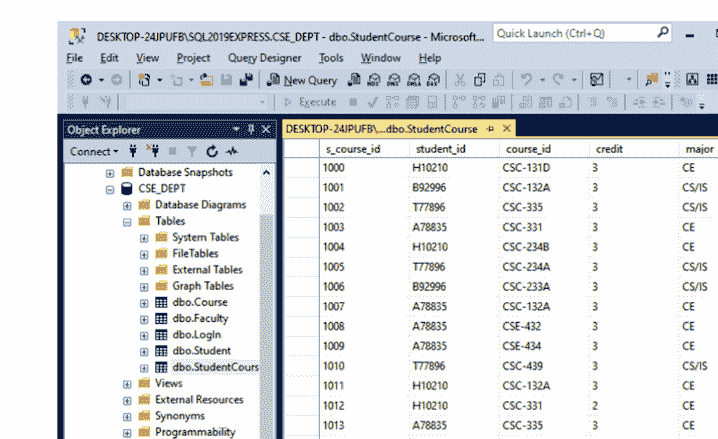 DESKTOP-24JPUFB\SQL2019EXPRESS.CSE_DEPT - dbo.StudentCourse - Microsoft...
Quick Launch (Ctrl+Q)
File Edit View Project Query Designer Tools Window Help
New Query
Execute
Object Explorer
DESKTOP-24JPUFB\...dbo.StudentCourse
Connect
Database Snapshots
CSE_DEPT
Database Diagrams
Tables
System Tables
FileTables
External Tables
Graph Tables
dbo.Course
dbo.Faculty
dbo.LogIn
dbo.Student
dbo.StudentCours
Views
External Resources
Synonyms
Programmability
s_course_id student_id course_id credit major
1000 H10210 CSC-131D 3 CE
1001 B92996 CSC-132A 3 CS/IS
1002 T77896 CSC-335 3 CS/IS
1003 A78835 CSC-331 3 CE
1004 H10210 CSC-234B 3 CE
1005 T77896 CSC-234A 3 CS/IS
1006 B92996 CSC-233A 3 CS/IS
1007 A78835 CSC-132A 3 CE
1008 A78835 CSE-432 3 CE
1009 A78835 CSE-434 3 CE
1010 T77896 CSC-439 3 CS/IS
1011 H10210 CSC-132A 3 CE
1012 H10210 CSC-331 2 CE
1013 A78835 CSC-335 3 CE